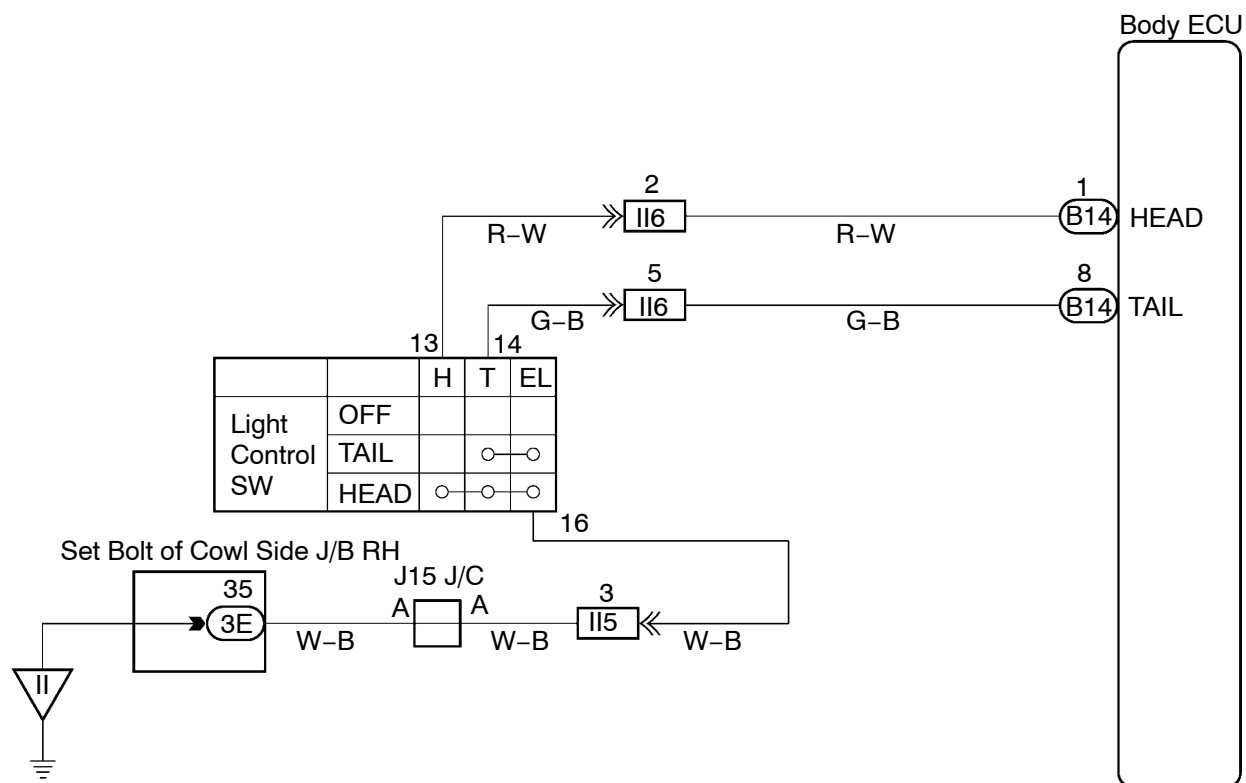 Body ECU
2
1
II6
B14
HEAD
R–W
R–W
5
8
II6
B14
TAIL
G–B
G–B
13
14
H
T
EL
Light
Control
SW
OFF
TAIL
HEAD
16
Set Bolt of Cowl Side J/B RH
35
3E
J15 J/C
A
A
3
II5
W–B
W–B
W–B
II